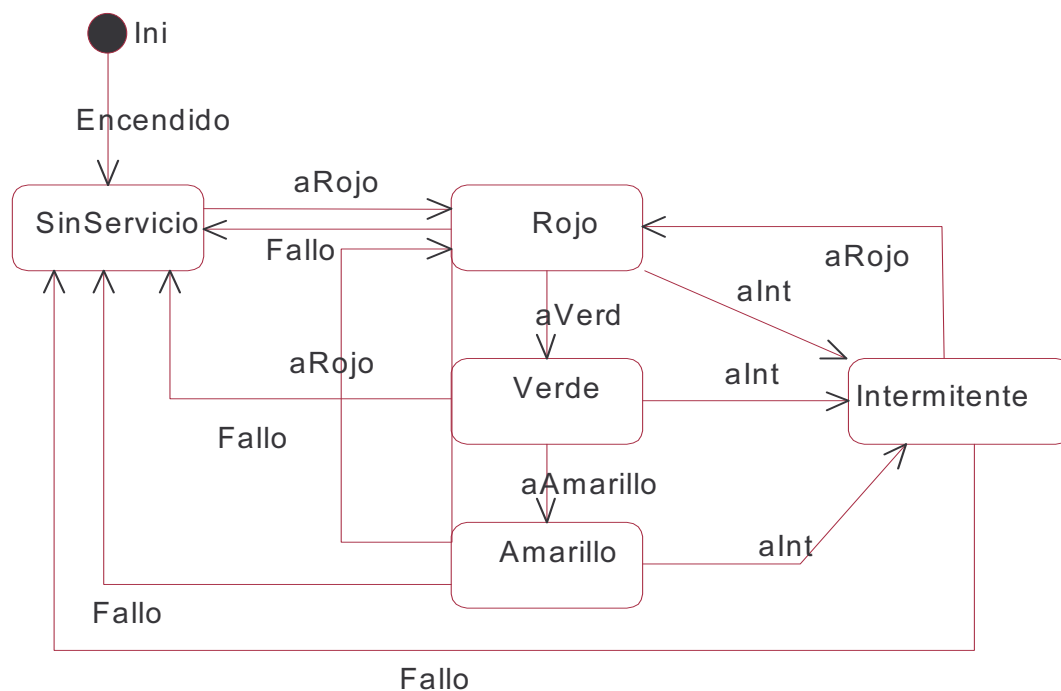 Ini
Encendido
SinServicio
aRojo
Rojo
Fallo
aRojo
aInt
aVerd
aRojo
Verde
aInt
Intermitente
Fallo
aAmarillo
Amarillo
aInt
Fallo
Fallo